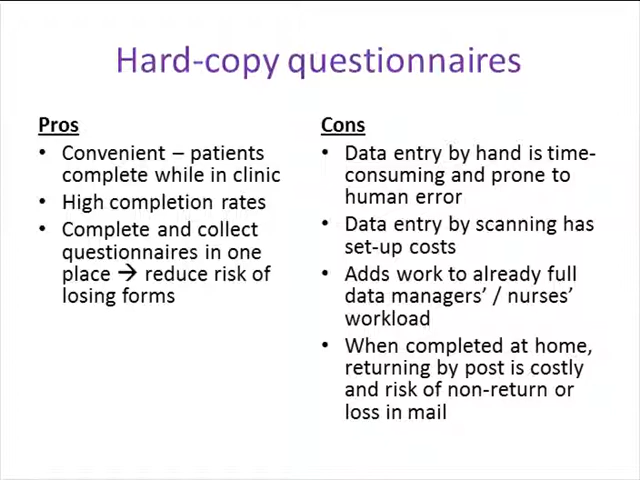 Hard-copy questionnaires
Pros
• Convenient – patients
complete while in clinic
• High completion rates
• Complete and collect
questionnaires in one
place → reduce risk of
losing forms
Cons
• Data entry by hand is time-
consuming and prone to
human error
• Data entry by scanning has
set-up costs
• Adds work to already full
data managers’ / nurses’
workload
• When completed at home,
returning by post is costly
and risk of non-return or
loss in mail